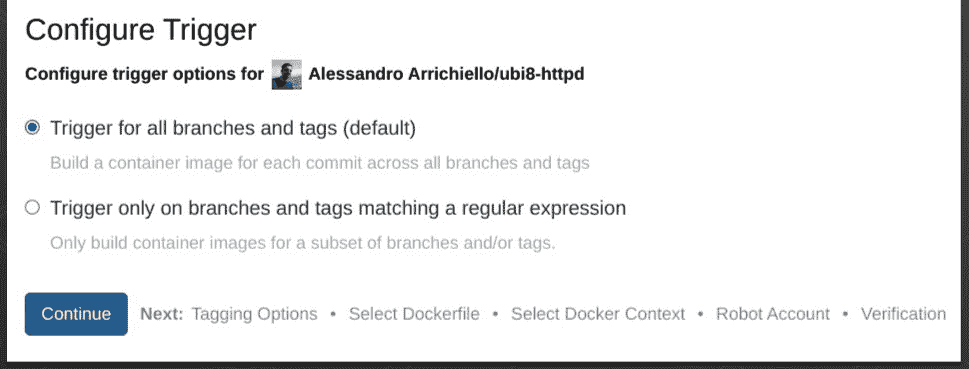 Configure Trigger
Configure trigger options for Alessandro Arrichiello/ubi8-httpd
Trigger for all branches and tags (default)
Build a container image for each commit across all branches and tags
Trigger only on branches and tags matching a regular expression
Only build container images for a subset of branches and/or tags.
Continue Next: Tagging Options • Select Dockerfile • Select Docker Context • Robot Account • Verification